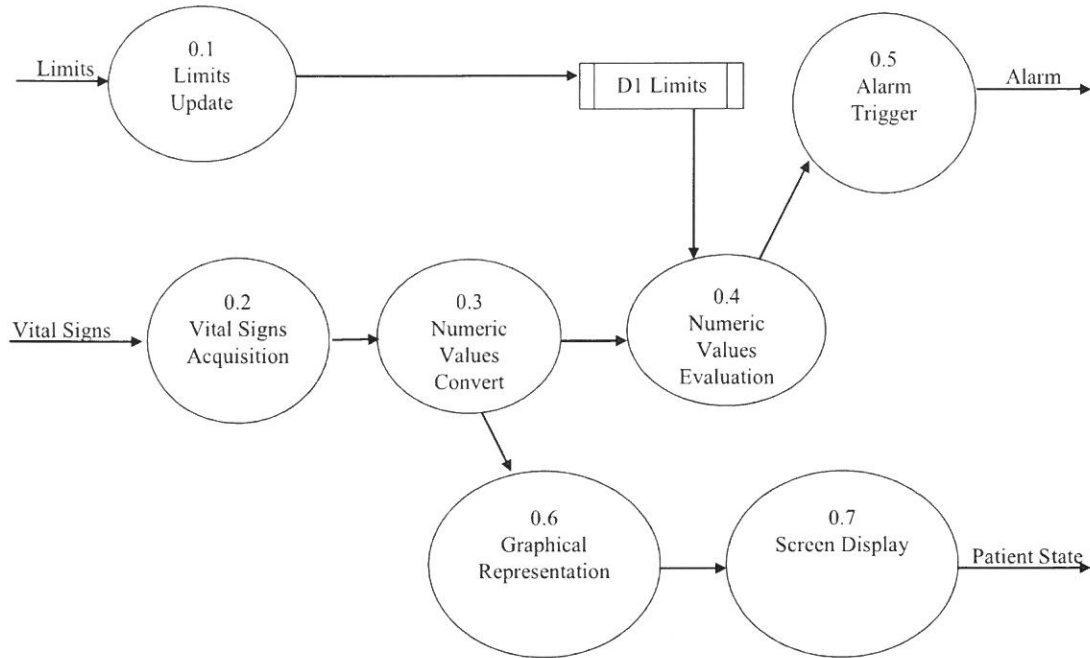 Limits
0.1
Limits
Update
D1 Limits
0.5
Alarm
Trigger
Alarm
Vital Signs
0.2
Vital Signs
Acquisition
0.3
Numeric
Values
Convert
0.4
Numeric
Values
Evaluation
0.6
Graphical
Representation
0.7
Screen Display
Patient State